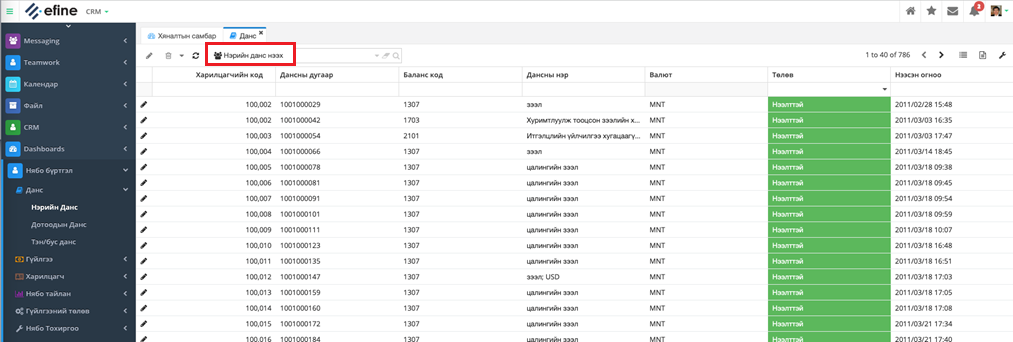 efine CRM 2
Messaging
Teamwork
Календар
Файл
CRM
Dashboards
Нябо бүртгэл
Данс
Нэрийн Данс
Дотоодын Данс
Тэн/бус данс
Гүйлгээ
Харилцагч
Нябо тайлан
Гүйлгээний төлөв
Нябо Тохиргоо
Хяналтын самбар Данс
Нэрийн данс нээх 1 to 40 of 786
Харилцагчийн код Дансны дугаар Баланс код Дансны нэр Валют Төлөв Нээсэн огноо
100,002 1001000029 1307 зээл MNT Нээлттэй 2011/02/28 15:48
100,002 1001000042 1703 Хуримтлуулж тооцсон зээлийн х... MNT Нээлттэй 2011/03/03 16:35
100,003 1001000054 2101 Итгэлцлийн үйлчилгээ хугацаагү... MNT Нээлттэй 2011/03/03 17:47
100,004 1001000066 1307 зээл MNT Нээлттэй 2011/03/14 18:45
100,005 1001000078 1307 цалингийн зээл MNT Нээлттэй 2011/03/18 09:38
100,006 1001000081 1307 цалингийн зээл MNT Нээлттэй 2011/03/18 09:45
100,007 1001000091 1307 цалингийн зээл MNT Нээлттэй 2011/03/18 09:54
100,008 1001000101 1307 цалингийн зээл MNT Нээлттэй 2011/03/18 09:59
100,009 1001000111 1307 цалингийн зээл MNT Нээлттэй 2011/03/18 10:07
100,010 1001000123 1307 цалингийн зээл MNT Нээлттэй 2011/03/18 16:48
100,011 1001000135 1307 цалингийн зээл MNT Нээлттэй 2011/03/18 16:51
100,012 1001000147 1307 зээл; USD MNT Нээлттэй 2011/03/18 17:03
100,013 1001000159 1307 цалингийн зээл MNT Нээлттэй 2011/03/18 17:05
100,014 1001000160 1307 цалингийн зээл MNT Нээлттэй 2011/03/18 17:08
100,015 1001000172 1307 цалингийн зээл MNT Нээлттэй 2011/03/21 17:34
100,016 1001000184 1307 цалингийн зээл MNT Нээлттэй 2011/03/21 17:40